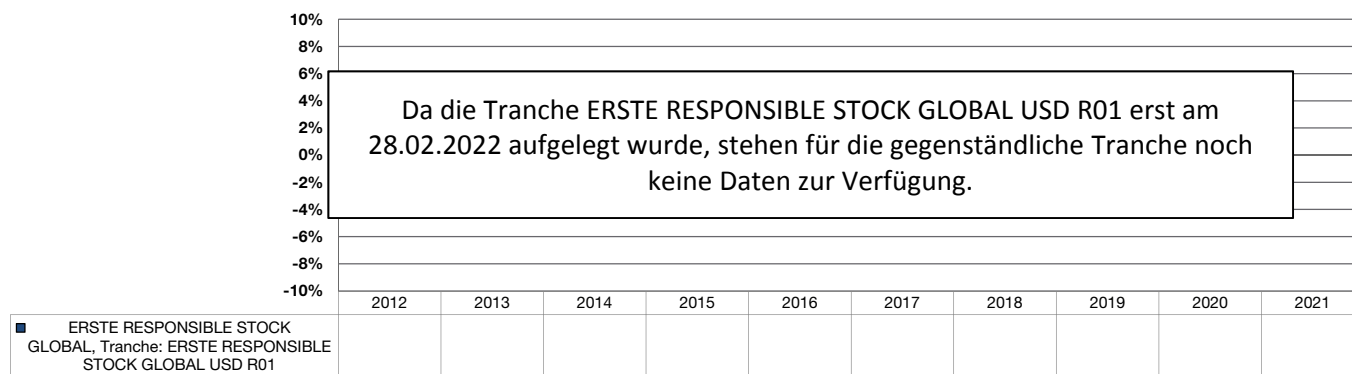 10%
8%
6%
4%
2%
0%
-2%
-4%
-6%
-8%
-10%
Da die Tranche ERSTE RESPONSIBLE STOCK GLOBAL USD R01 erst am
28.02.2022 aufgelegt wurde, stehen für die gegenständliche Tranche noch
keine Daten zur Verfügung.
2012 2013 2014 2015 2016 2017 2018 2019 2020 2021
ERSTE RESPONSIBLE STOCK
GLOBAL, Tranche: ERSTE RESPONSIBLE
STOCK GLOBAL USD R01